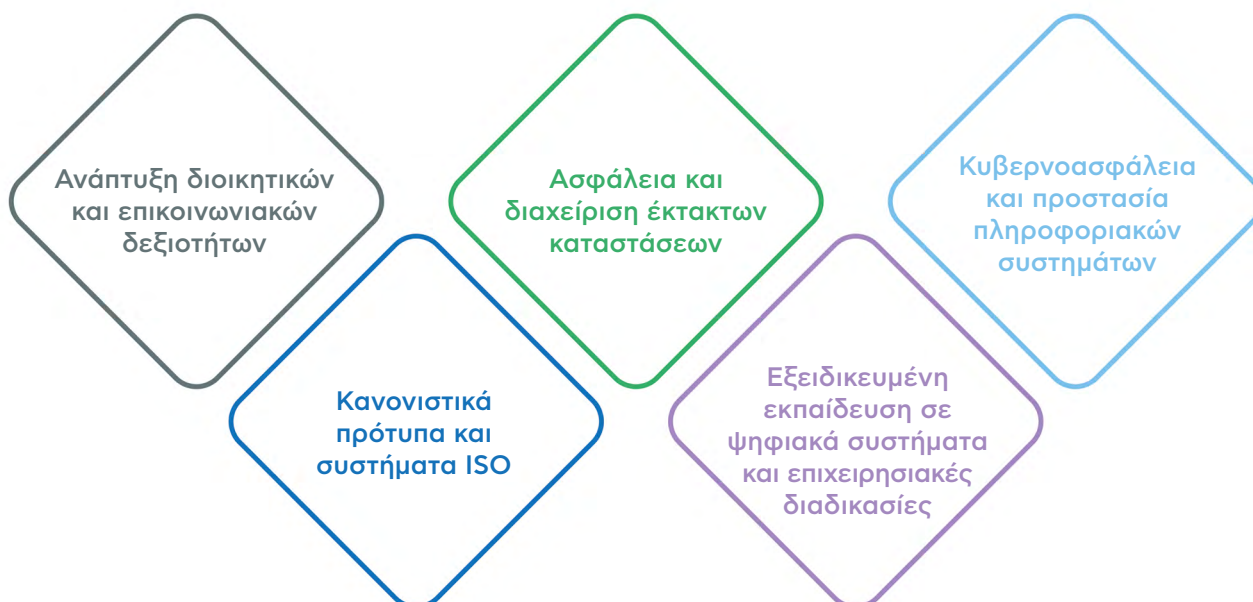 Ανάπτυξη διοικητικών
και επικοινωνιακών
δεξιοτήτων
Κανονιστικά
πρότυπα και
συστήματα ISO
Ασφάλεια και
διαχείριση έκτακτων
καταστάσεων
Εξειδικευμένη
εκπαίδευση σε
ψηφιακά συστήματα
και επιχειρησιακές
διαδικασίες
Κυβερνοασφάλεια
και προστασία
πληροφοριακών
συστημάτων